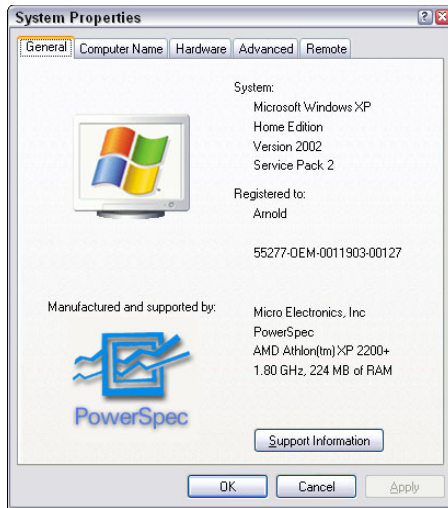 System Properties
General
Computer Name
Hardware
Advanced
Remote
System:
Microsoft Windows XP
Home Edition
Version 2002
Service Pack 2
Registered to:
Arnold
55277-OEM-0011903-00127
Manufactured and supported by:
Micro Electronics, Inc
PowerSpec
AMD Athlon(tm) XP 2200+
1.80 GHz, 224 MB of RAM
PowerSpec
Support Information
OK
Cancel
Apply